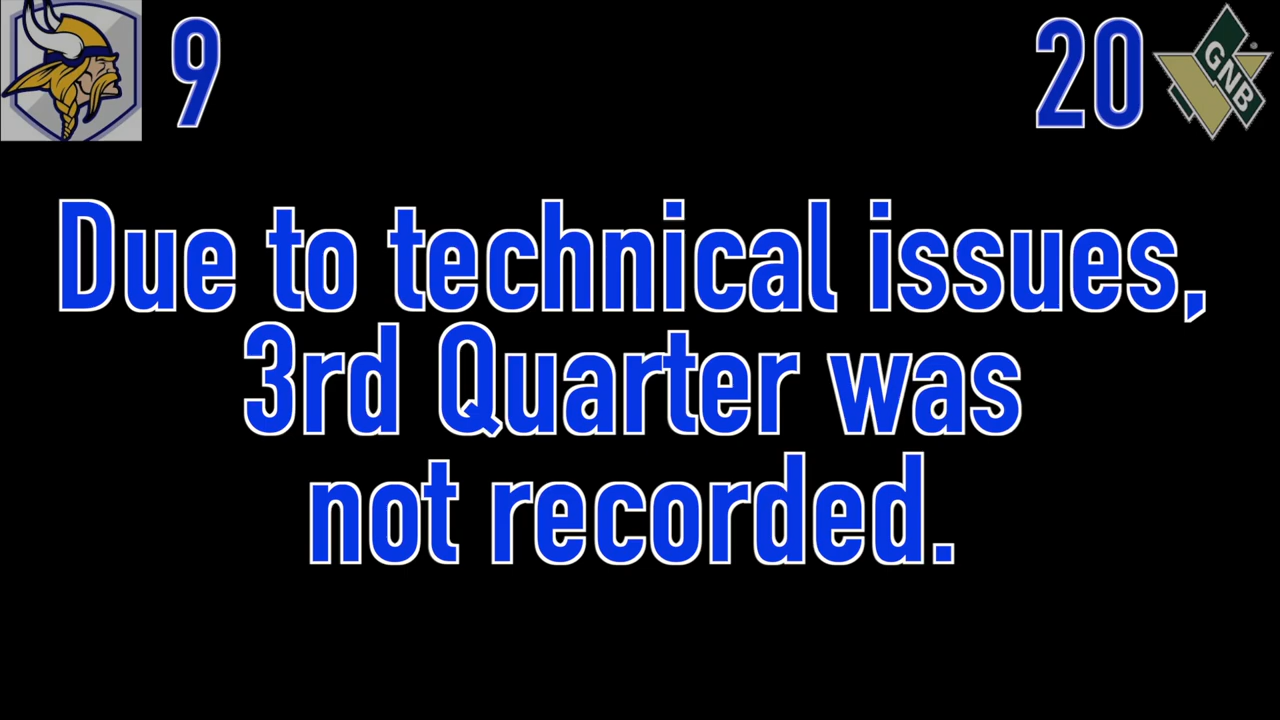 9
20
GNB
Due to technical issues,
3rd Quarter was
not recorded.